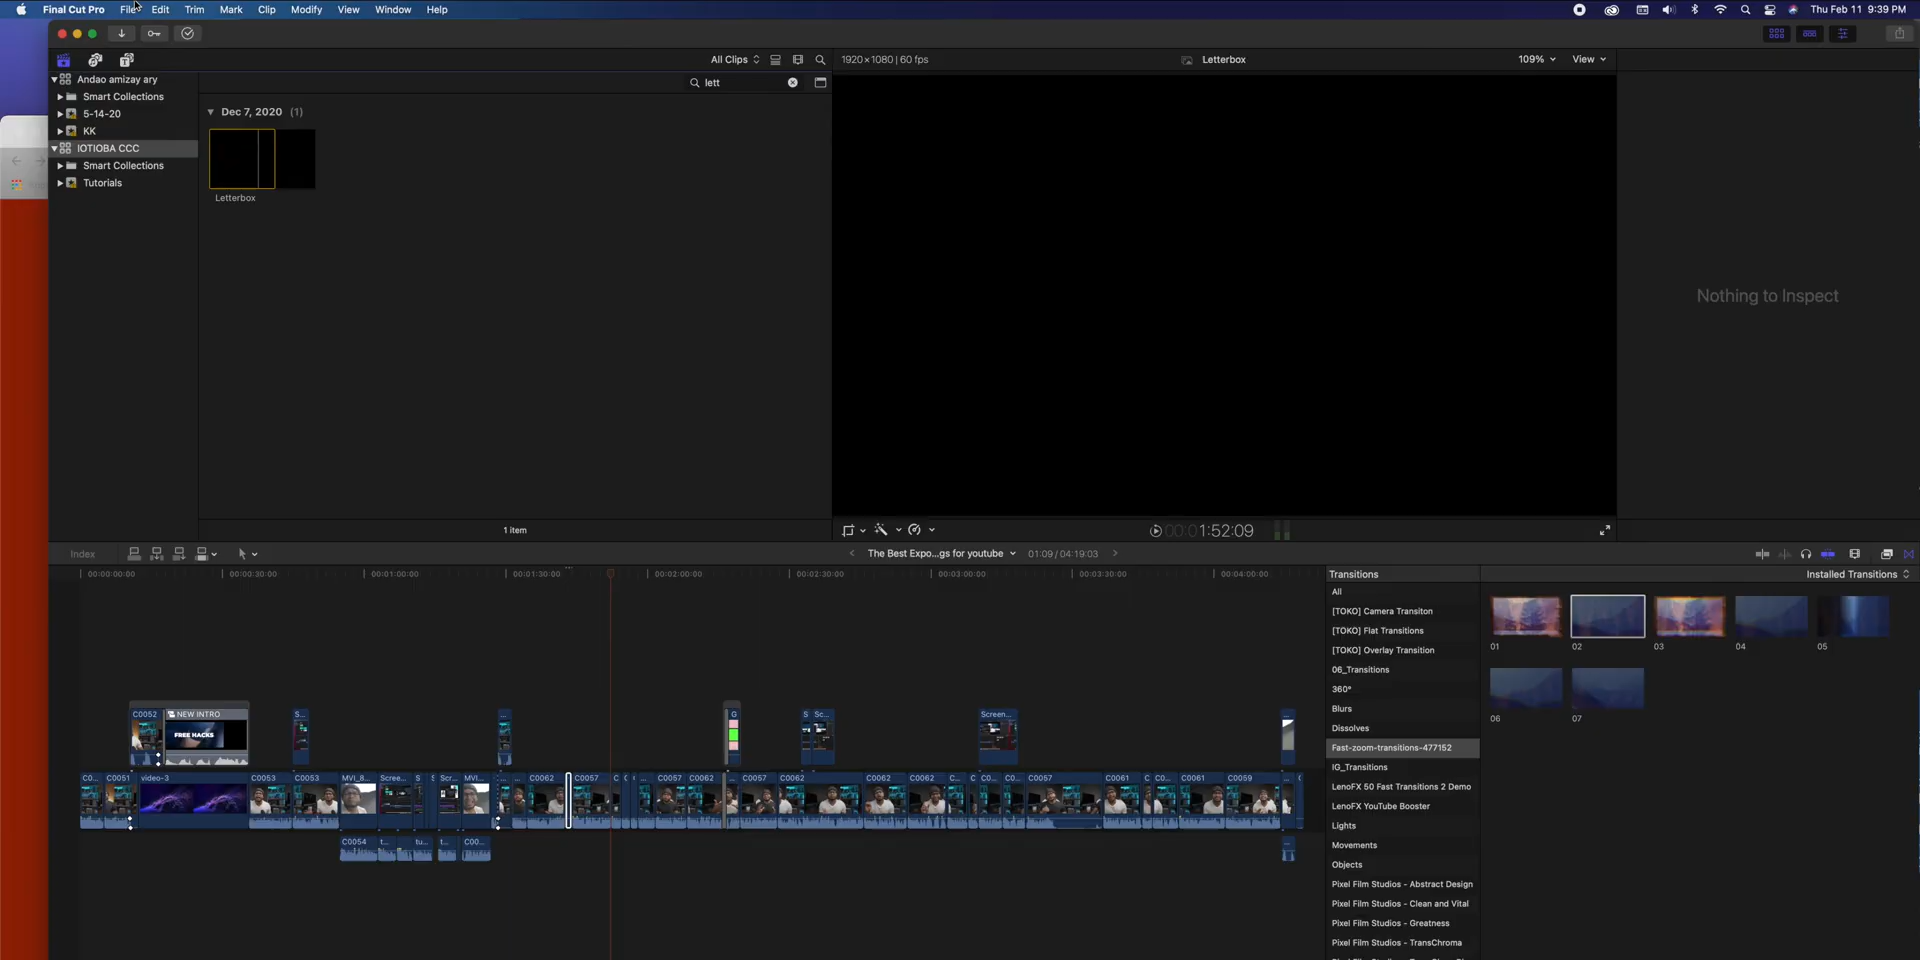 Final Cut Pro File Edit Trim Mark Clip Modify View Window Help Thu Feb 11 9:39 PM
All Clips 1920×1080 | 60 fps Letterbox 109% View
Andao amizay ary
lett
Smart Collections
5-14-20
KK
IOTIOBA CCC
Smart Collections
Tutorials
Dec 7, 2020 (1)
Letterbox
Nothing to Inspect
1 item
1:52:09
Index
The Best Expo...gs for youtube 01:09 / 04:19:03
00:00:00:00 00:00:30:00 00:01:00:00 00:01:30:00 00:02:00:00 00:02:30:00 00:03:00:00 00:03:30:00 00:04:00:00
C0052 NEW INTRO S... ... G S Sc... Screen...
FREE HACKS
C0... C0051 video-3 C0053 C0053 MVI_8... Scree... S Scr... MVI... C0062 C0057 C ... C0057 C0062 C0057 C0062 C0062 C0062 C... C C0... C0... C0057 C0061 C C0... C0061 C0059
C0054 t... tu... t... C00... ...
Transitions
Installed Transitions
All
[TOKO] Camera Transiton
[TOKO] Flat Transitions
[TOKO] Overlay Transition
06_Transitions
360°
Blurs
Dissolves
Fast-zoom-transitions-477152
IG_Transitions
LenoFX 50 Fast Transitions 2 Demo
LenoFX YouTube Booster
Lights
Movements
Objects
Pixel Film Studios - Abstract Design
Pixel Film Studios - Clean and Vital
Pixel Film Studios - Greatness
Pixel Film Studios - TransChroma
01 02 03 04 05
06 07